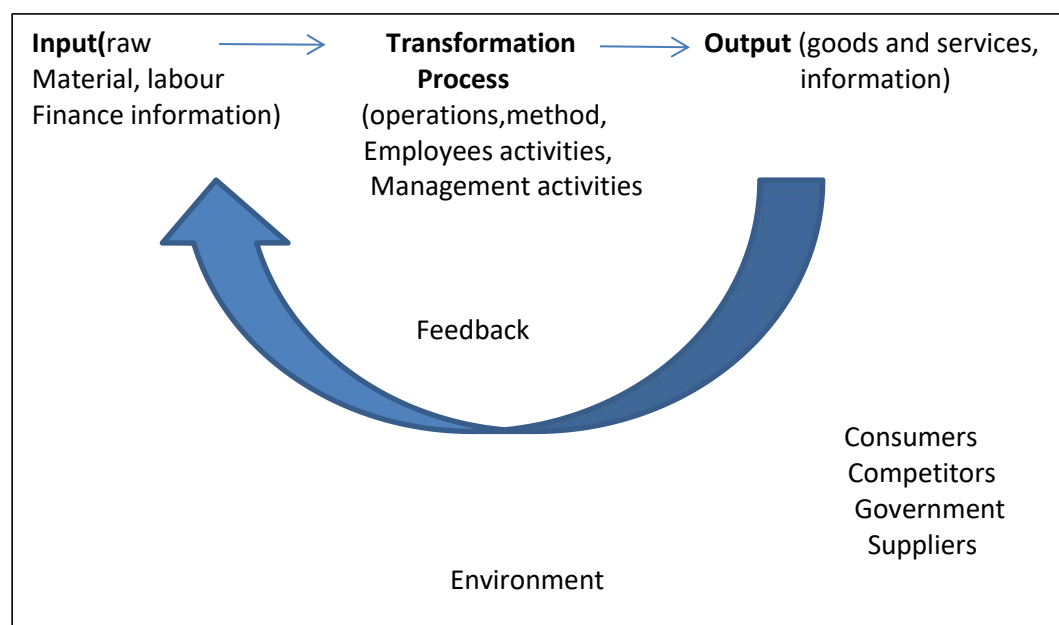 Input(raw
Material, labour
Finance information)
Transformation
Process
(operations,method,
Employees activities,
Management activities
Output (goods and services,
information)
Feedback
Consumers
Competitors
Government
Suppliers
Environment